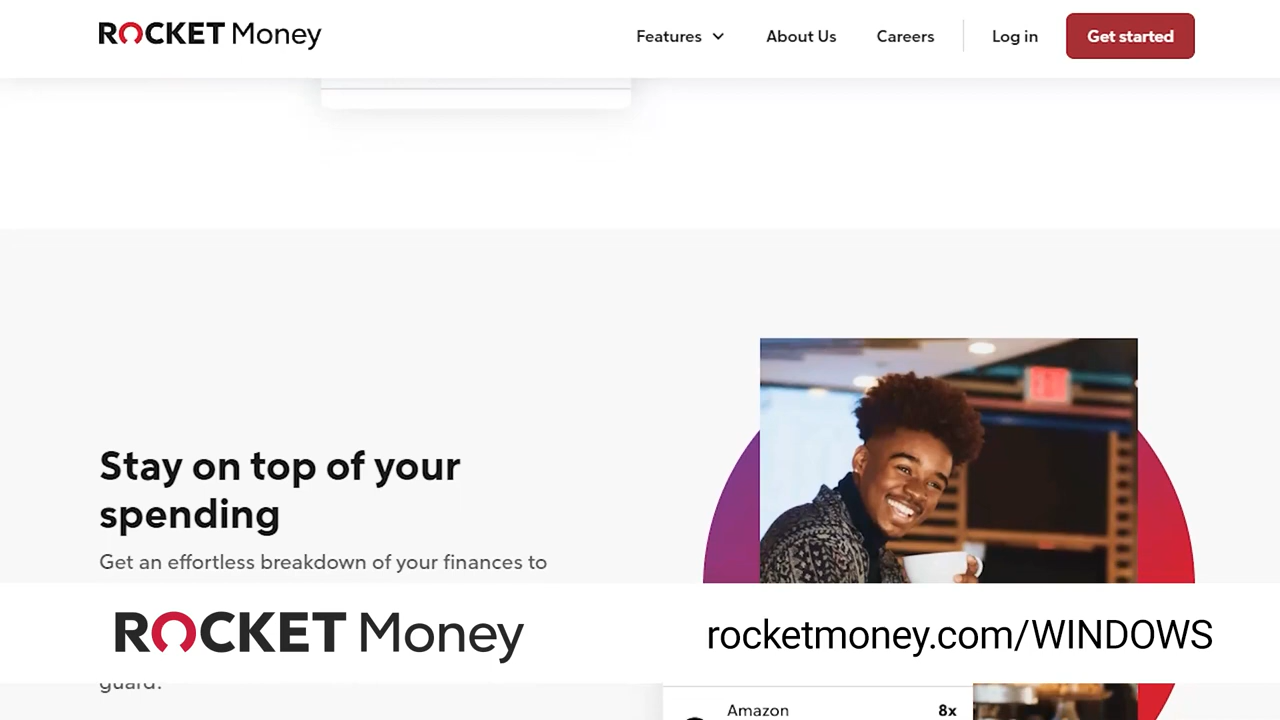 ROCKET Money
Features
About Us
Careers
Log in
Get started
Stay on top of your
spending
Get an effortless breakdown of your finances to
ROCKET Money
rocketmoney.com/WINDOWS
guard.
Amazon
8x